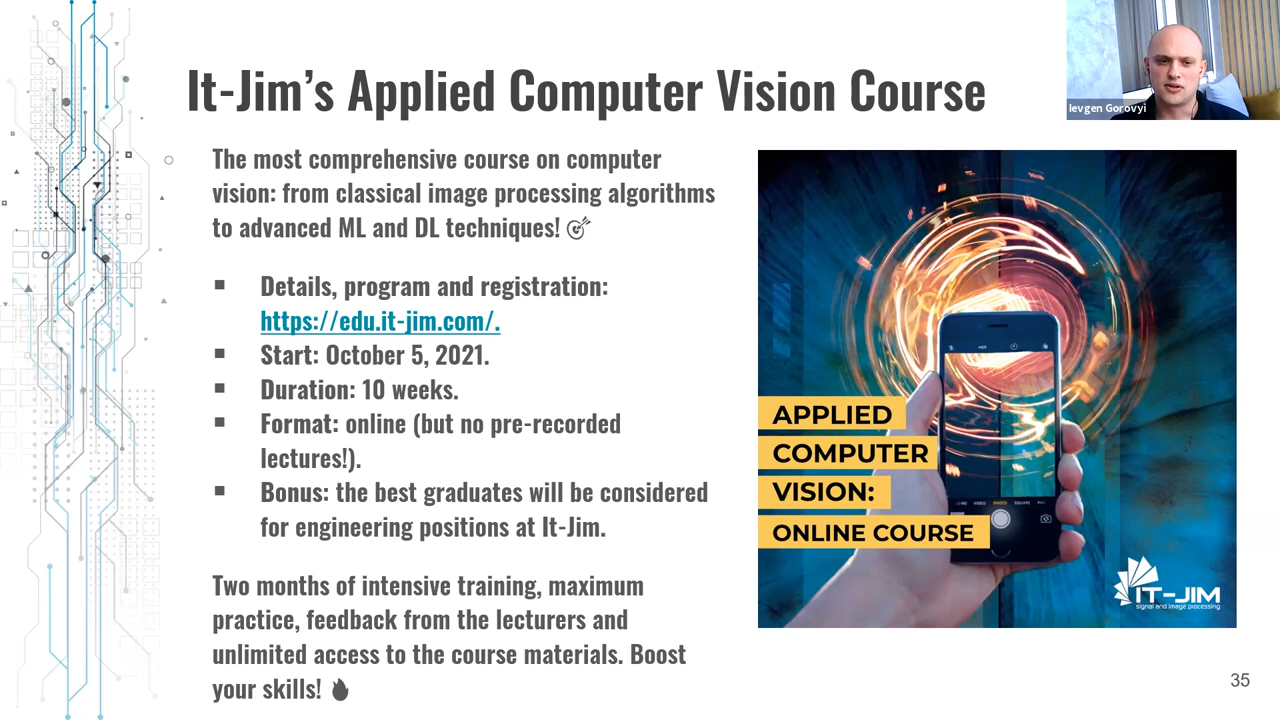 It-Jim’s Applied Computer Vision Course
Ievgen Gorovyi
The most comprehensive course on computer
vision: from classical image processing algorithms
to advanced ML and DL techniques!
Details, program and registration:
https://edu.it-jim.com/.
Start: October 5, 2021.
Duration: 10 weeks.
Format: online (but no pre-recorded
lectures!).
Bonus: the best graduates will be considered
for engineering positions at It-Jim.
Two months of intensive training, maximum
practice, feedback from the lecturers and
unlimited access to the course materials. Boost
your skills!
APPLIED
COMPUTER
VISION:
ONLINE COURSE
IT-JIM
signal and image processing
35